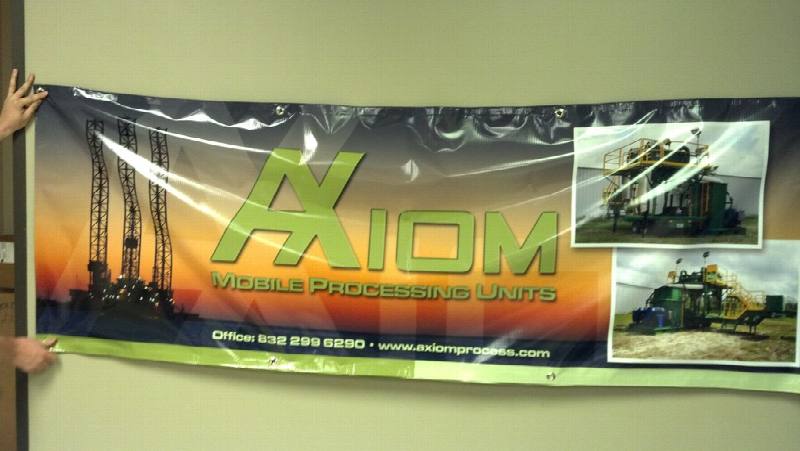 AXIOM
MOBILE PROCESSING UNITS
Office: 832 299 6290 • www.axiomprocess.com